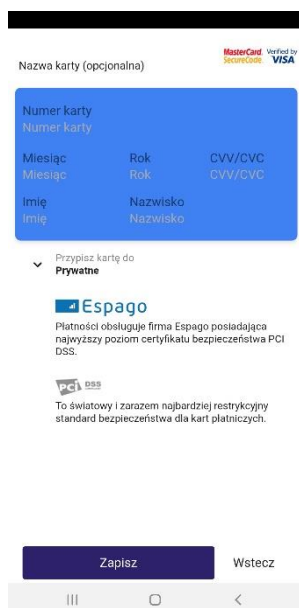 Nazwa karty (opcjonalna)
MasterCard. Verified by
SecureCode. VISA
Numer karty
Numer karty
Miesiąc Rok CVV/CVC
Miesiąc Rok CVV/CVC
Imię Nazwisko
Imię Nazwisko
Przypisz kartę do
Prywatne
Espago
Płatności obsługuje firma Espago posiadająca
najwyższy poziom certyfikatu bezpieczeństwa PCI
DSS.
PCI DSS
To światowy i zarazem najbardziej restrykcyjny
standard bezpieczeństwa dla kart płatniczych.
Zapisz Wstecz